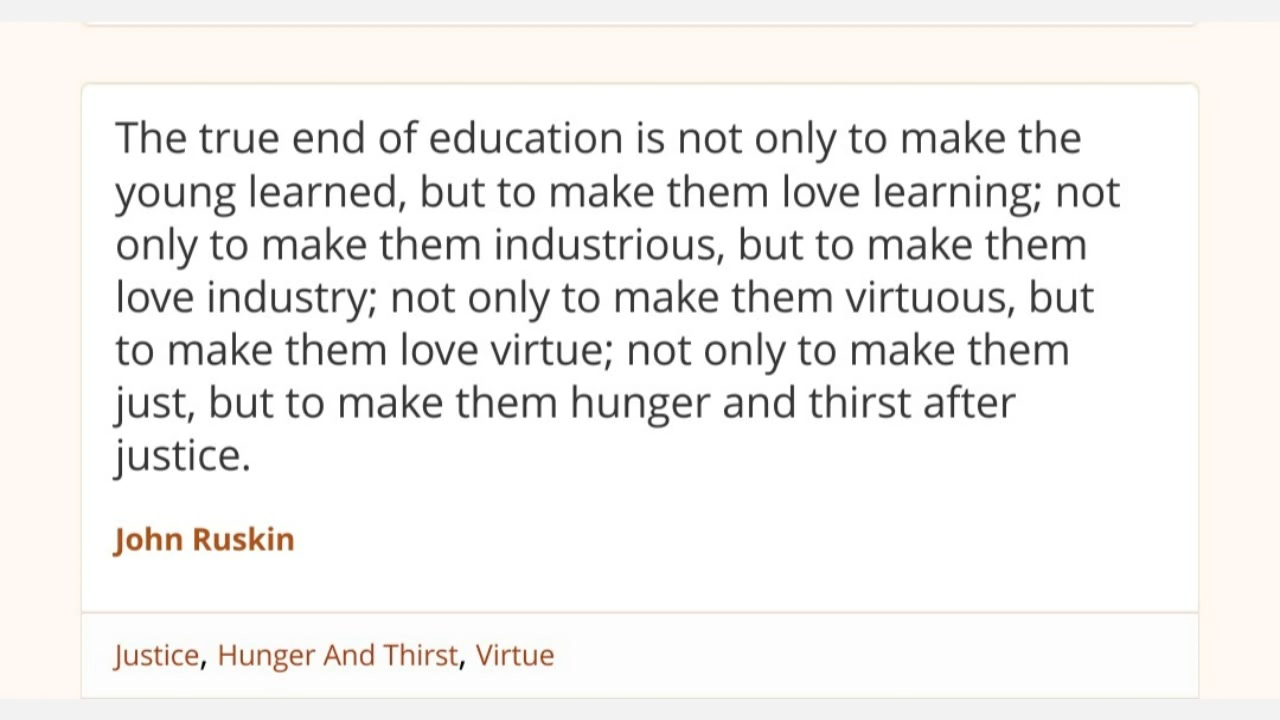 The true end of education is not only to make the
young learned, but to make them love learning; not
only to make them industrious, but to make them
love industry; not only to make them virtuous, but
to make them love virtue; not only to make them
just, but to make them hunger and thirst after
justice.
John Ruskin
Justice, Hunger And Thirst, Virtue